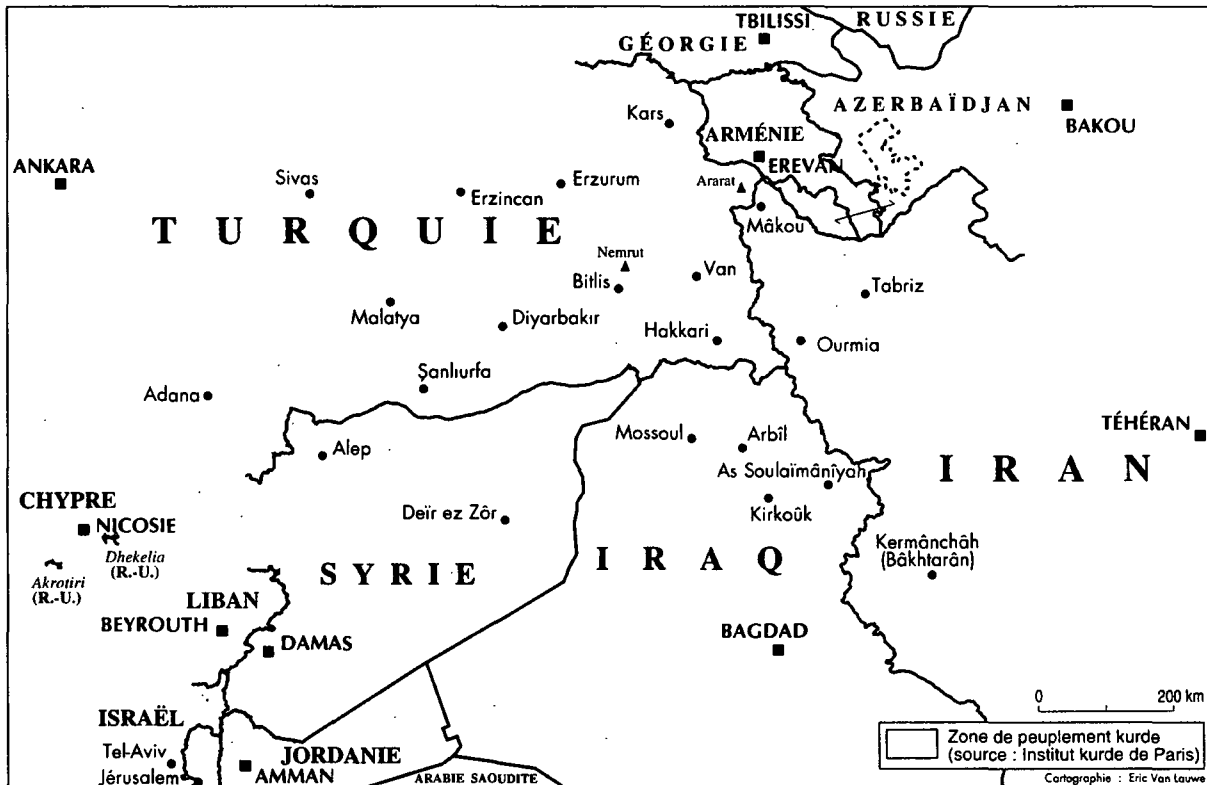 TBILISSI
RUSSIE
GÉORGIE
AZERBAÏDJAN
BAKOU
Kars
ARMÉNIE
EREVAN
ANKARA
Sivas
Erzincan
Erzurum
Ararat
Mâkou
TURQUIE
Nemrut
Bitlis
Van
Tabriz
Malatya
Diyarbakır
Hakkari
Ourmia
Adana
Şanlıurfa
Alep
Mossoul
Arbîl
TÉHÉRAN
As Soulaïmânîyah
IRAN
Kirkoûk
CHYPRE
NICOSIE
Dhekelia
(R.-U.)
Akrotiri
(R.-U.)
Deïr ez Zôr
Kermânchâh
(Bâkhtarân)
SYRIE
IRAQ
LIBAN
BEYROUTH
DAMAS
BAGDAD
ISRAËL
Tel-Aviv
Jérusalem
JORDANIE
AMMAN
ARABIE SAOUDITE
0 200 km
Zone de peuplement kurde
(source : Institut kurde de Paris)
Cartographie : Eric Van Lauwe